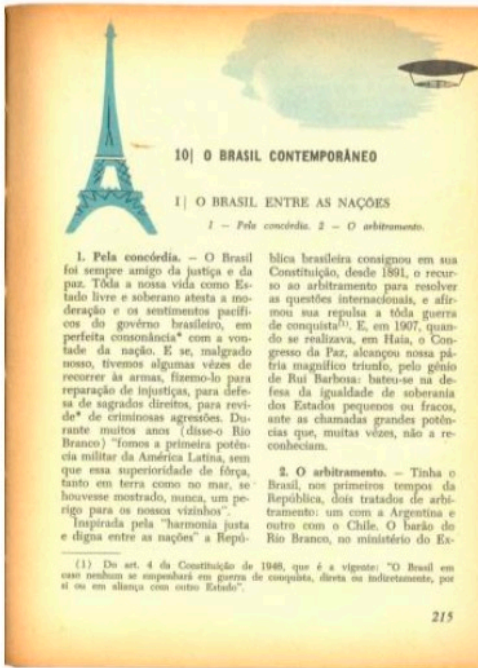 10| O BRASIL CONTEMPORÂNEO
I| O BRASIL ENTRE AS NAÇÕES
1 — Pela concórdia. 2 — O arbitramento.
1. Pela concórdia. — O Brasil
foi sempre amigo da justiça e da
paz. Tôda a nossa vida como Es-
tado livre e soberano atesta a mo-
deração e os sentimentos pacífi-
cos do govêrno brasileiro, em
perfeita consonância* com a von-
tade da nação. E se, malgrado
nosso, tivemos algumas vêzes de
recorrer às armas, fizemo-lo para
reparação de injustiças, para defe-
sa de sagrados direitos, para revi-
de* de criminosas agressões. Du-
rante muitos anos (disse-o Rio
Branco) "fomos a primeira potên-
cia militar da América Latina, sem
que essa superioridade de fôrça,
tanto em terra como no mar, se
houvesse mostrado, nunca, um pe-
rigo para os nossos vizinhos".
Inspirada pela "harmonia justa
e digna entre as nações" a Repú-
blica brasileira consignou em sua
Constituição, desde 1891, o recur-
so ao arbitramento para resolver
as questões internacionais, e afir-
mou sua repulsa a tôda guerra
de conquista(1). E, em 1907, quan-
do se realizava, em Haia, o Con-
gresso da Paz, alcançou nossa pá-
tria magnífico triunfo, pelo gênio
de Rui Barbosa: bateu-se na de-
fesa da igualdade de soberania
dos Estados pequenos ou fracos,
ante as chamadas grandes potên-
cias que, muitas vêzes, não a re-
conheciam.
2. O arbitramento. — Tinha o
Brasil, nos primeiros tempos da
República, dois tratados de arbi-
tramento: um com a Argentina e
outro com o Chile. O barão do
Rio Branco, no ministério do Ex-
(1) Do art. 4 da Constituição de 1946, que é a vigente: "O Brasil em
caso nenhum se empenhará em guerra de conquista, direta ou indiretamente, por
si ou em aliança com outro Estado".
215